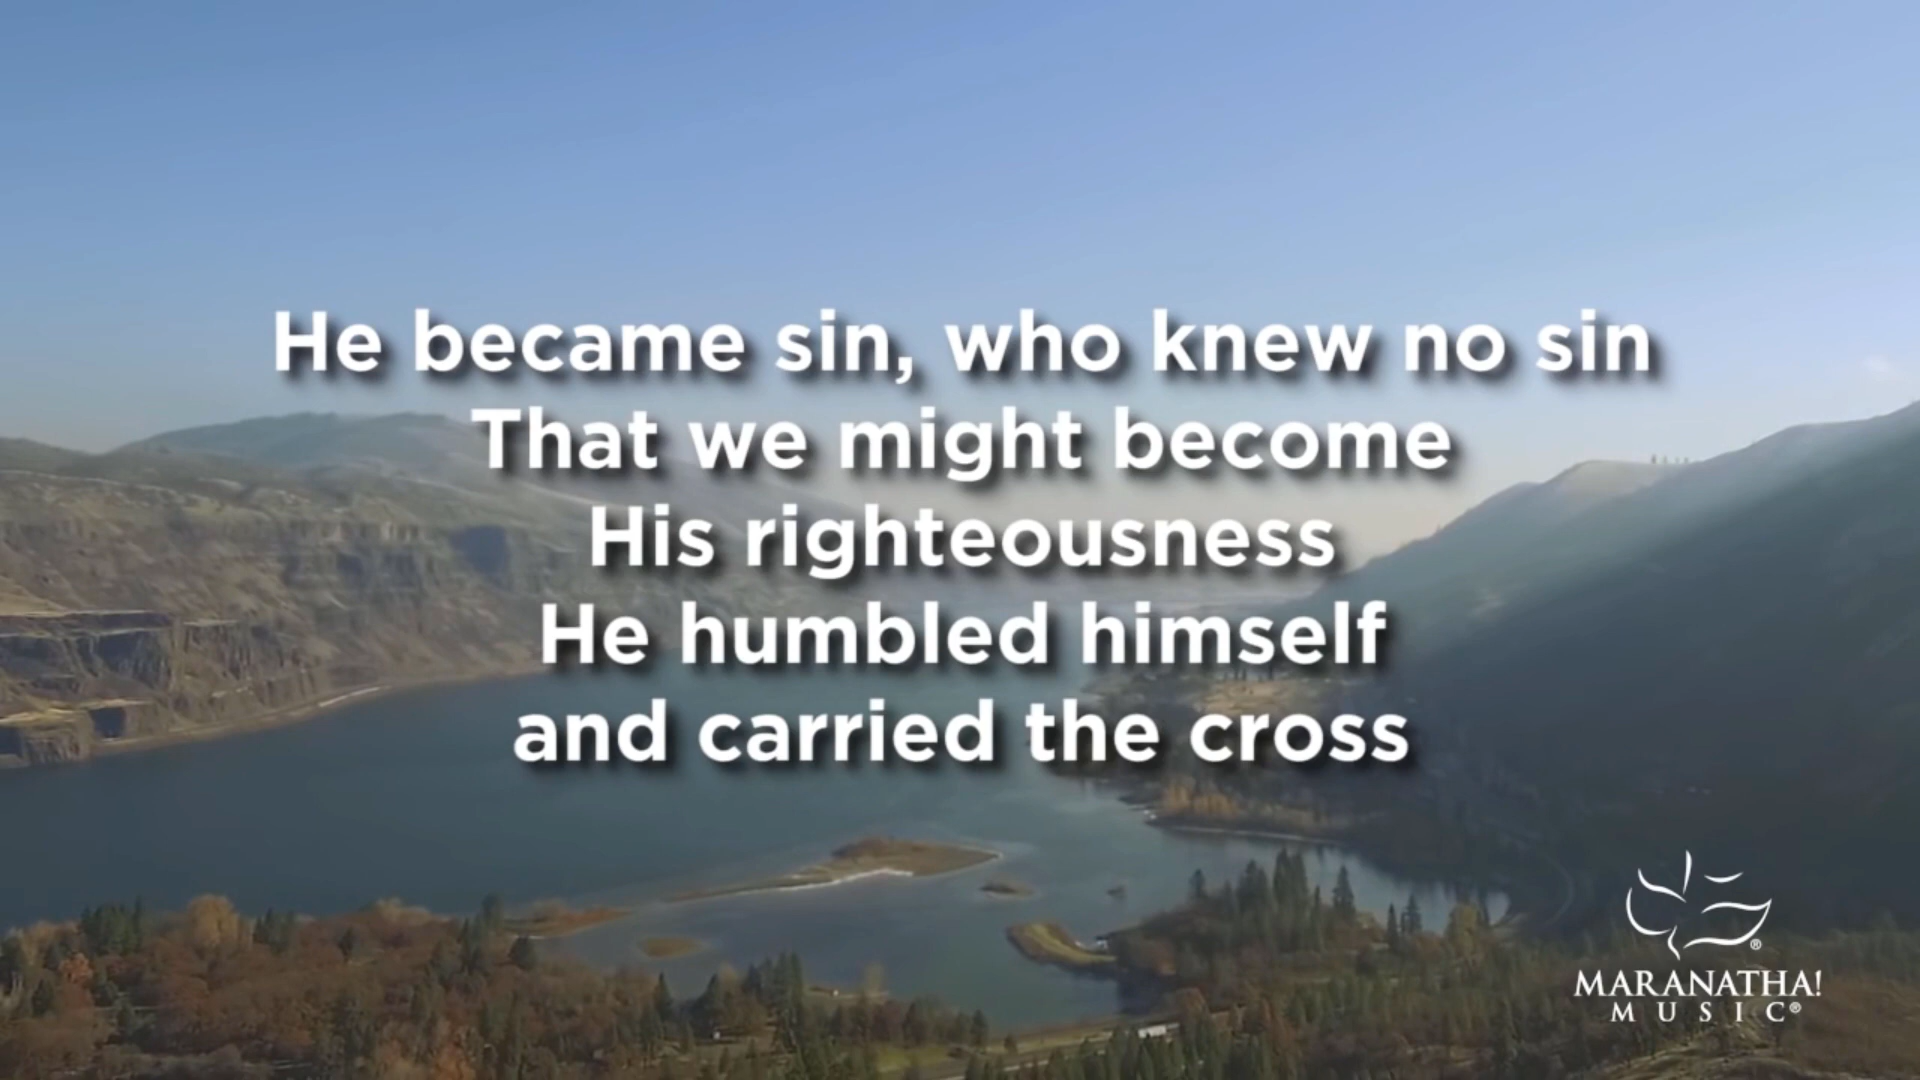 He became sin, who knew no sin
That we might become
His righteousness
He humbled himself
and carried the cross
MARANATHA!
MUSIC®